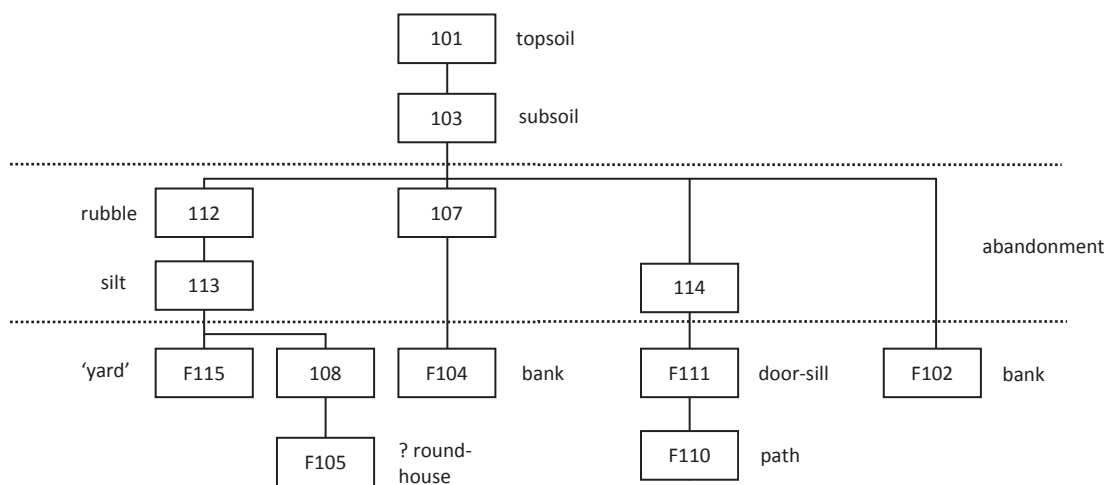 101 topsoil
103 subsoil
rubble 112 107
abandonment
silt 113 114
‘yard’ F115 108 F104 bank F111 door-sill F102 bank
F105 ? round-
house
F110 path